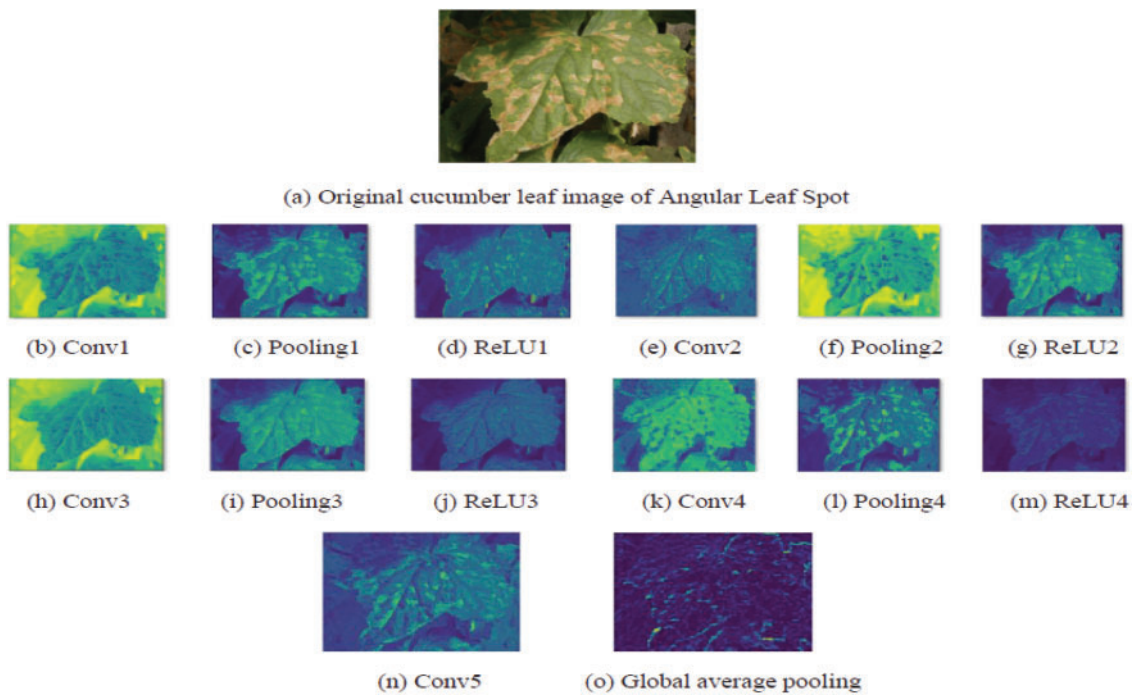 (a) Original cucumber leaf image of Angular Leaf Spot
(b) Conv1 (c) Pooling1 (d) ReLU1 (e) Conv2 (f) Pooling2 (g) ReLU2
(h) Conv3 (i) Pooling3 (j) ReLU3 (k) Conv4 (l) Pooling4 (m) ReLU4
(n) Conv5 (o) Global average pooling